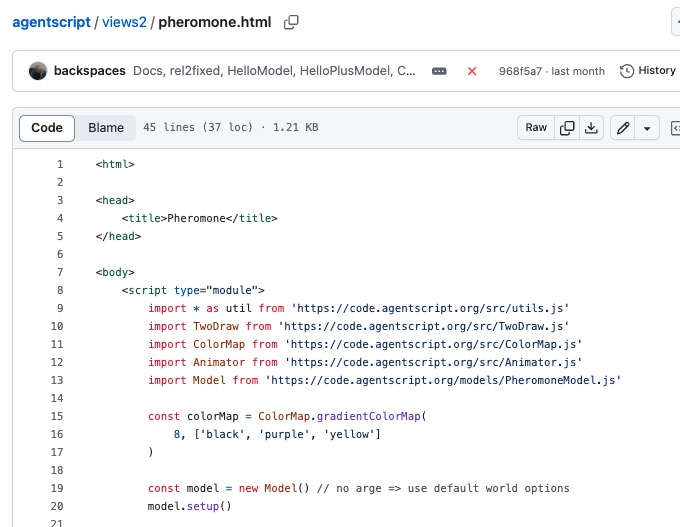 agentscript / views2 / pheromone.html
backspaces Docs, rel2fixed, HelloModel, HelloPlusModel, C... 968f5a7 · last month History
Code Blame 45 lines (37 loc) · 1.21 KB Raw
1 <html>
2
3 <head>
4 <title>Pheromone</title>
5 </head>
6
7 <body>
8 <script type="module">
9 import * as util from 'https://code.agentscript.org/src/utils.js'
10 import TwoDraw from 'https://code.agentscript.org/src/TwoDraw.js'
11 import ColorMap from 'https://code.agentscript.org/src/ColorMap.js'
12 import Animator from 'https://code.agentscript.org/src/Animator.js'
13 import Model from 'https://code.agentscript.org/models/PheromoneModel.js'
14
15 const colorMap = ColorMap.gradientColorMap(
16 8, ['black', 'purple', 'yellow']
17 )
18
19 const model = new Model() // no arge => use default world options
20 model.setup()
21